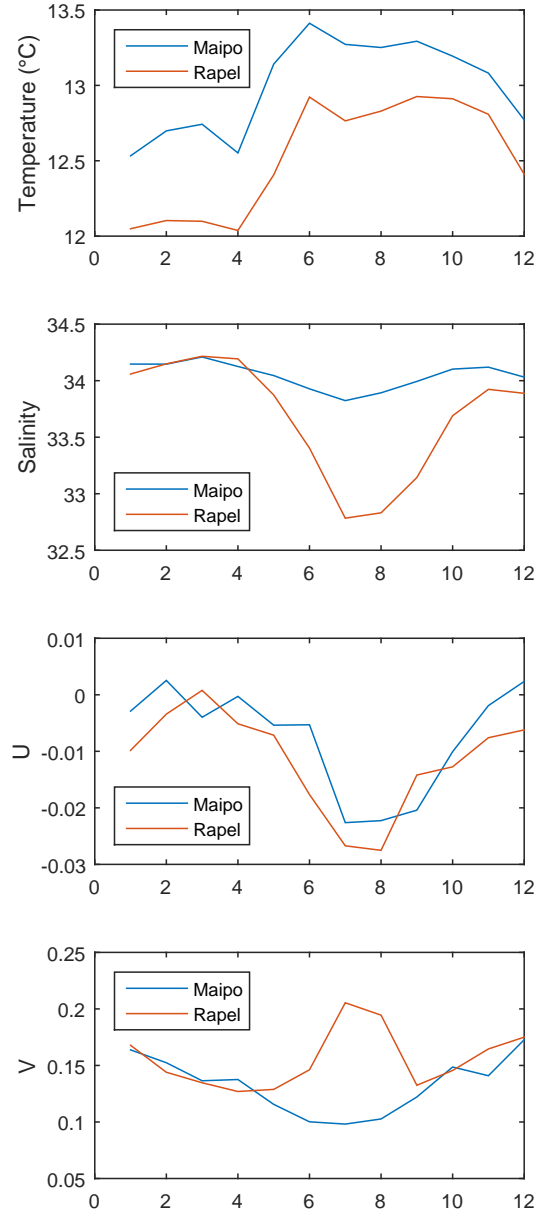 13.5
13
12.5
12
Temperature (°C)
Maipo
Rapel
0 2 4 6 8 10 12
34.5
34
33.5
33
32.5
Salinity
Maipo
Rapel
0 2 4 6 8 10 12
0.01
0
-0.01
-0.02
-0.03
U
Maipo
Rapel
0 2 4 6 8 10 12
0.25
0.2
0.15
0.1
0.05
V
Maipo
Rapel
0 2 4 6 8 10 12